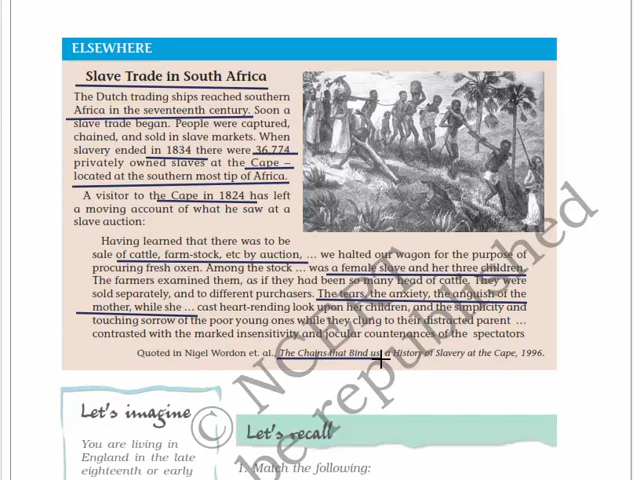 ELSEWHERE
Slave Trade in South Africa
The Dutch trading ships reached southern
Africa in the seventeenth century. Soon a
slave trade began. People were captured,
chained, and sold in slave markets. When
slavery ended in 1834 there were 36,774
privately owned slaves at the Cape –
located at the southern most tip of Africa.
A visitor to the Cape in 1824 has left
a moving account of what he saw at a
slave auction:
Having learned that there was to be
sale of cattle, farm-stock, etc by auction, ... we halted our wagon for the purpose of
procuring fresh oxen. Among the stock ... was a female slave and her three children.
The farmers examined them, as if they had been so many head of cattle. They were
sold separately, and to different purchasers. The tears, the anxiety, the anguish of the
mother, while she ... cast heart-rending look upon her children, and the simplicity and
touching sorrow of the poor young ones while they clung to their distracted parent ...
contrasted with the marked insensitivity and jocular countenances of the spectators
Quoted in Nigel Wordon et. al., The Chains that Bind us: a History of Slavery at the Cape, 1996.
Let's imagine
You are living in
England in the late
eighteenth or early
Let's recall
1. Match the following:
© NCERT
be republished